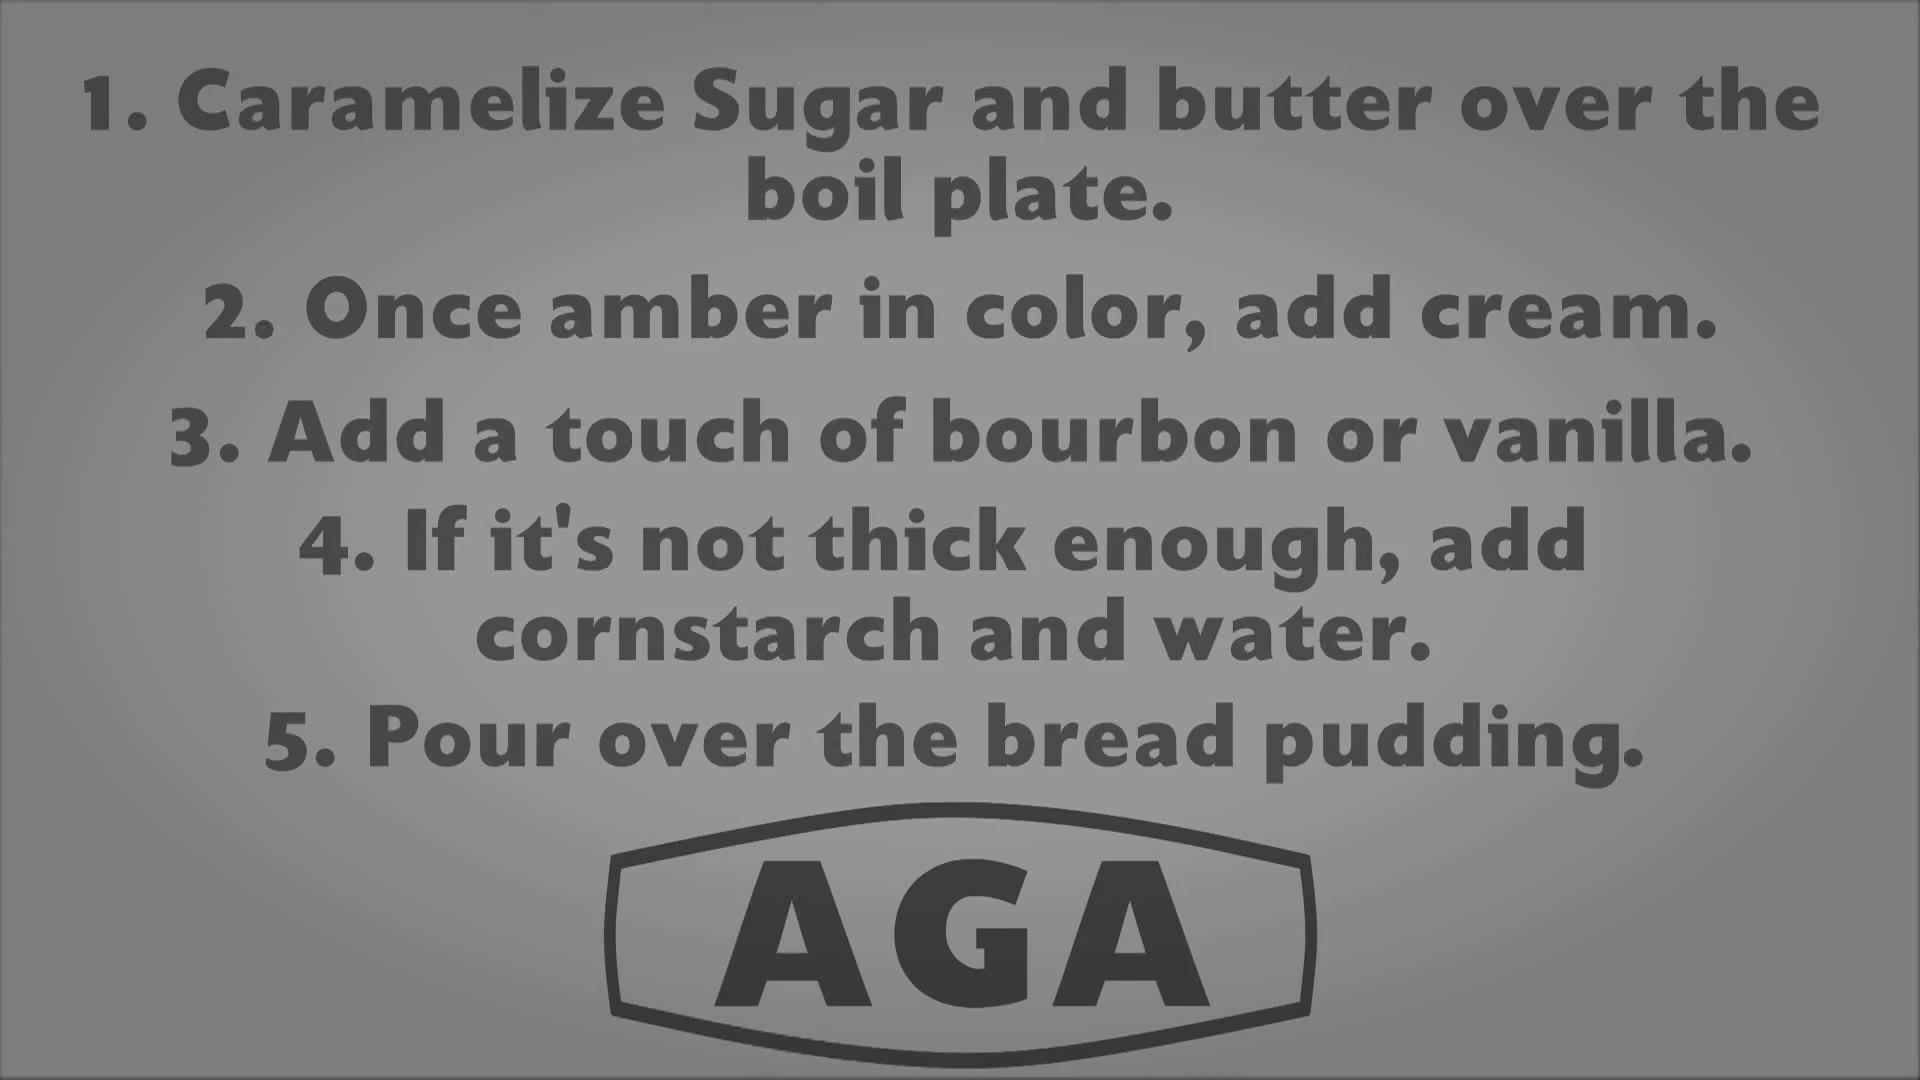 1. Caramelize Sugar and butter over the
boil plate.
2. Once amber in color, add cream.
3. Add a touch of bourbon or vanilla.
4. If it's not thick enough, add
cornstarch and water.
5. Pour over the bread pudding.
AGA